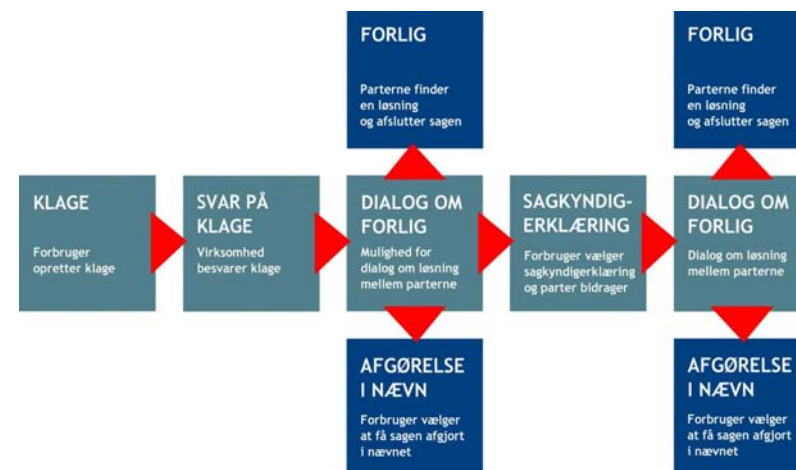 FORLIG
Parterne finder
en løsning
og afslutter sagen
FORLIG
Parterne finder
en løsning
og afslutter sagen
KLAGE
Forbruger
opretter klage
SVAR PÅ
KLAGE
Virksomhed
besvarer klage
DIALOG OM
FORLIG
Mulighed for
dialog om løsning
mellem parterne
SAGKYNDIG-
ERKLÆRING
Forbruger vælger
sagkyndigerklæring
og parter bidrager
DIALOG OM
FORLIG
Dialog om løsning
mellem parterne
AFGØRELSE
I NÆVN
Forbruger vælger
at få sagen afgjort
i nævnet
AFGØRELSE
I NÆVN
Forbruger vælger
at få sagen afgjort
i nævnet